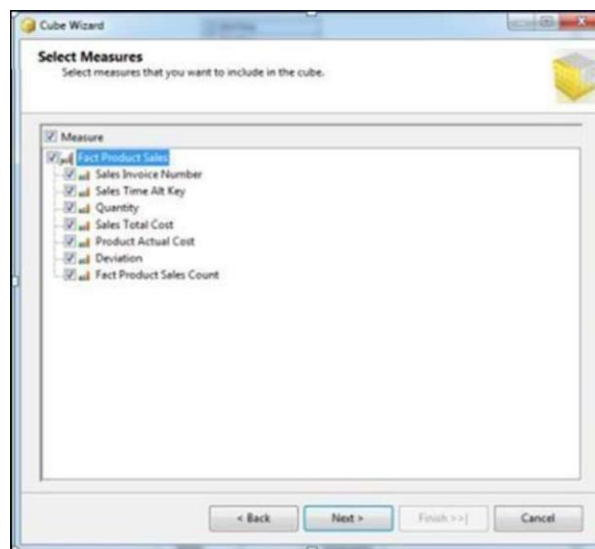 Cube Wizard
Select Measures
Select measures that you want to include in the cube.
Measure
Fact Product Sales
Sales Invoice Number
Sales Time Alt Key
Quantity
Sales Total Cost
Product Actual Cost
Deviation
Fact Product Sales Count
< Back Next > Finish >>| Cancel